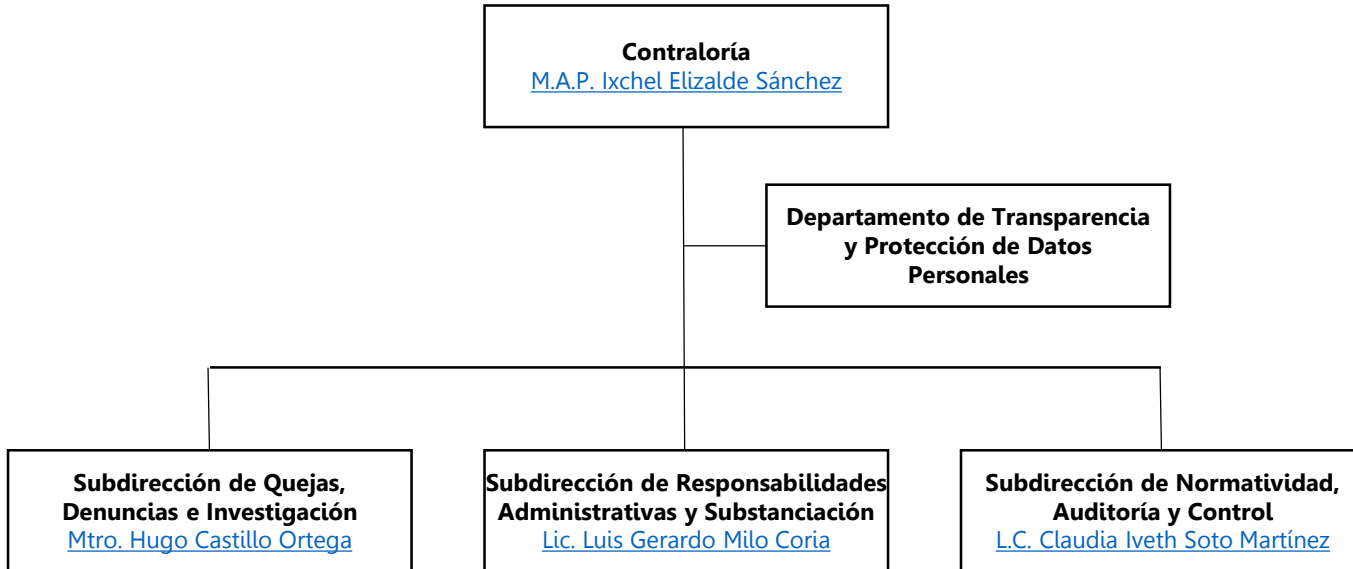 Contraloría
M.A.P. Ixchel Elizalde Sánchez
Departamento de Transparencia
y Protección de Datos
Personales
Subdirección de Quejas,
Denuncias e Investigación
Mtro. Hugo Castillo Ortega
Subdirección de Responsabilidades
Administrativas y Substanciación
Lic. Luis Gerardo Milo Coria
Subdirección de Normatividad,
Auditoría y Control
L.C. Claudia Iveth Soto Martínez